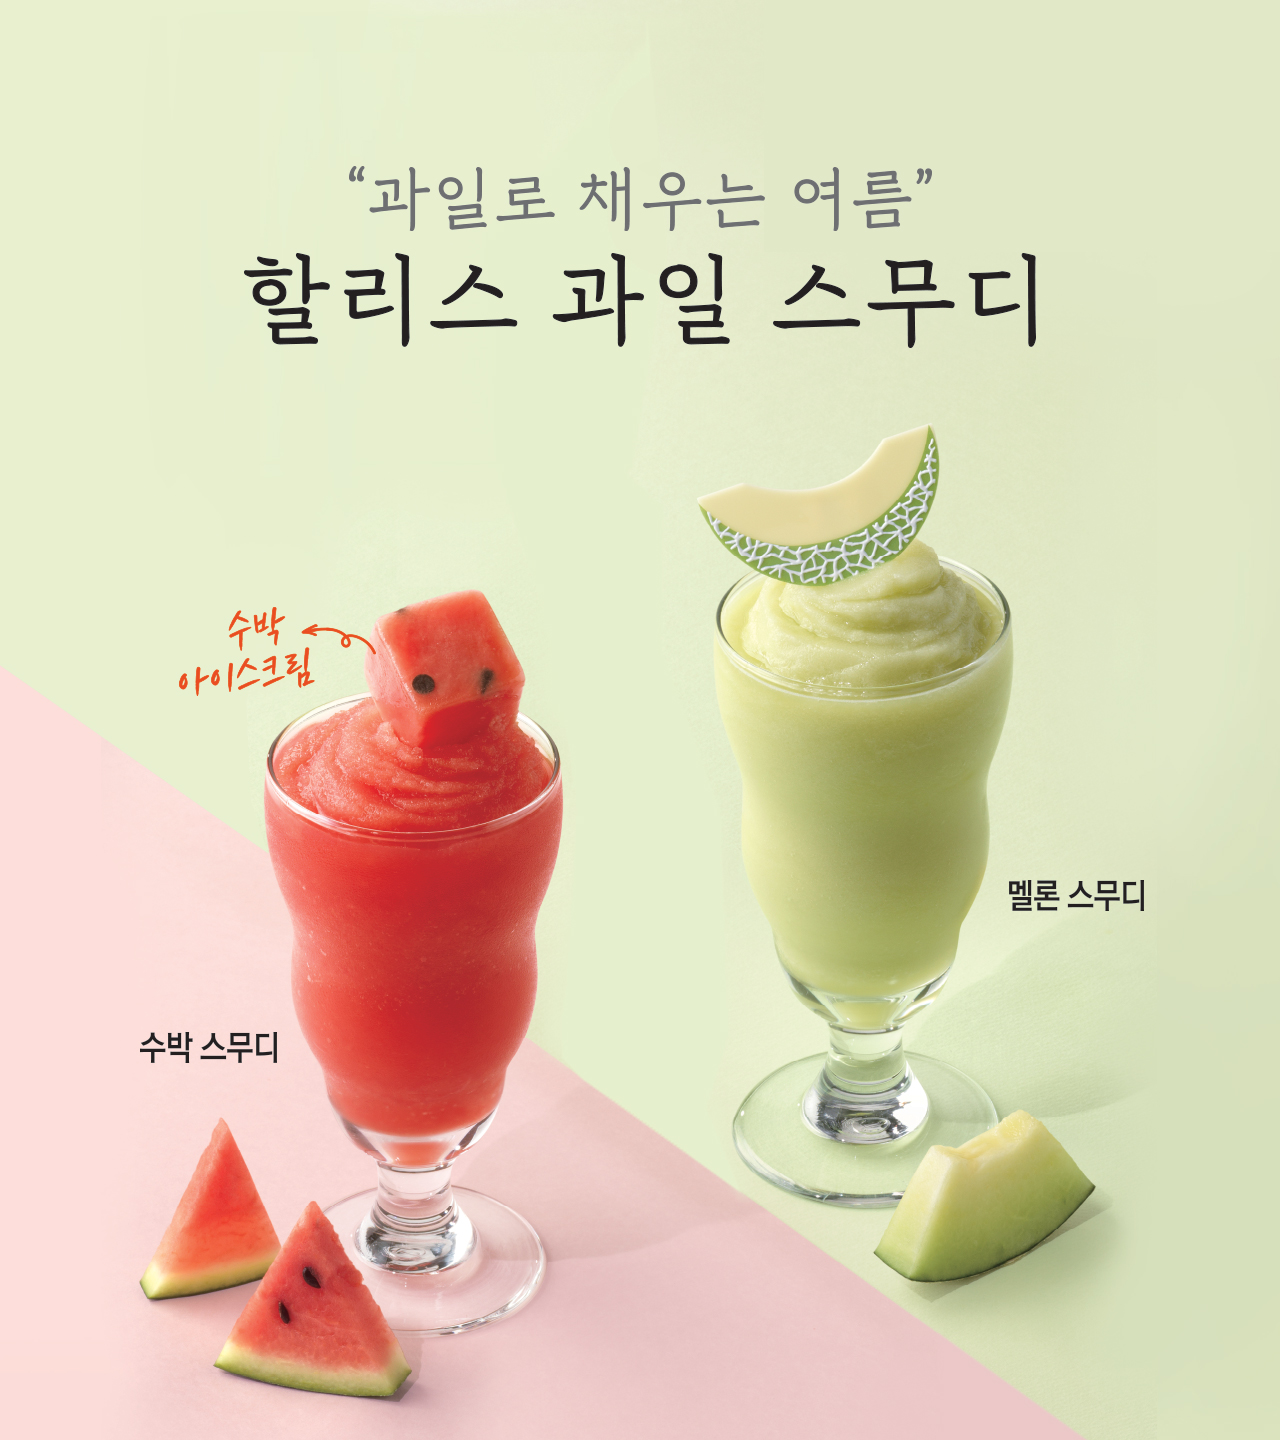 “과일로 채우는 여름”
할리스 과일 스무디
수박
아이스크림
멜론 스무디
수박 스무디